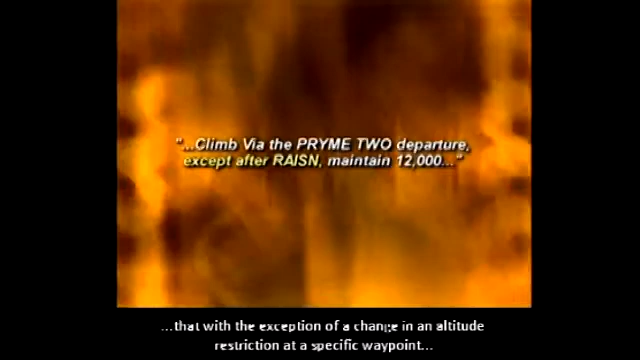 "...Climb Via the PRYME TWO departure,
except after RAISN, maintain 12,000..."
...that with the exception of a change in an altitude
restriction at a specific waypoint...